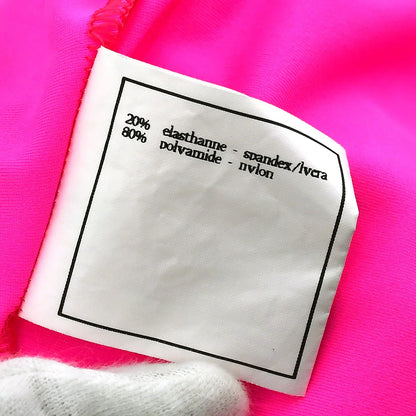 20% elasthanne - spandex/lycra
80% polyamide - nylon